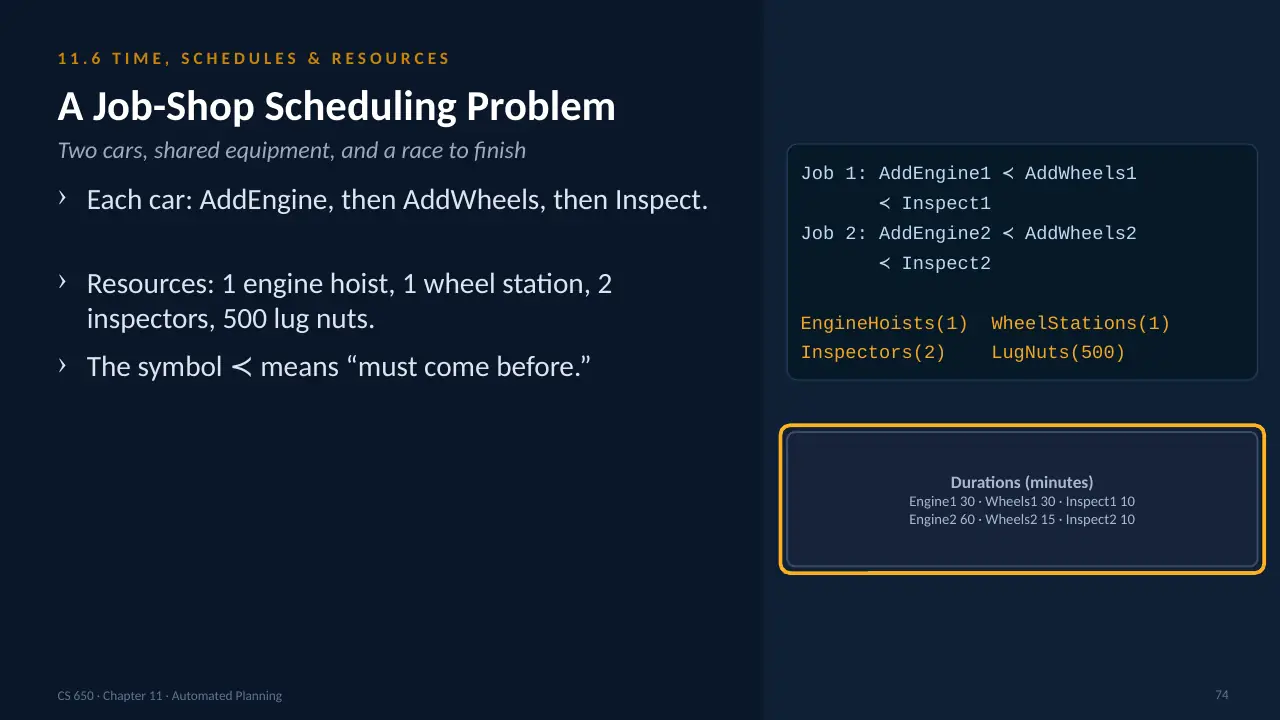 11.6 TIME, SCHEDULES & RESOURCES
A Job-Shop Scheduling Problem
Two cars, shared equipment, and a race to finish
› Each car: AddEngine, then AddWheels, then Inspect.
› Resources: 1 engine hoist, 1 wheel station, 2
inspectors, 500 lug nuts.
› The symbol ≺ means “must come before.”
Job 1: AddEngine1 ≺ AddWheels1
≺ Inspect1
Job 2: AddEngine2 ≺ AddWheels2
≺ Inspect2
EngineHoists(1) WheelStations(1)
Inspectors(2) LugNuts(500)
Durations (minutes)
Engine1 30 · Wheels1 30 · Inspect1 10
Engine2 60 · Wheels2 15 · Inspect2 10
CS 650 · Chapter 11 · Automated Planning
74